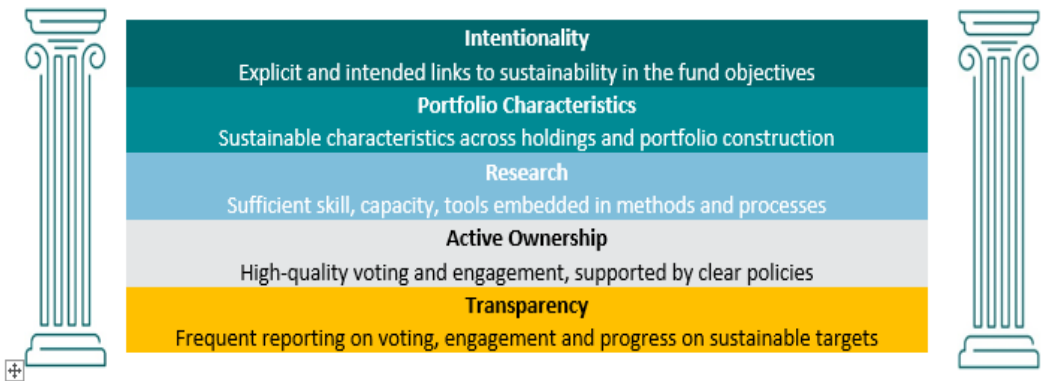 Intentionality
Explicit and intended links to sustainability in the fund objectives
Portfolio Characteristics
Sustainable characteristics across holdings and portfolio construction
Research
Sufficient skill, capacity, tools embedded in methods and processes
Active Ownership
High-quality voting and engagement, supported by clear policies
Transparency
Frequent reporting on voting, engagement and progress on sustainable targets